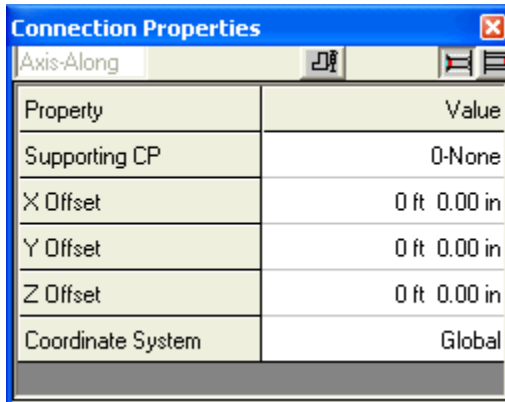 Connection Properties
Axis-Along
Property Value
Supporting CP 0-None
X Offset 0 ft 0.00 in
Y Offset 0 ft 0.00 in
Z Offset 0 ft 0.00 in
Coordinate System Global